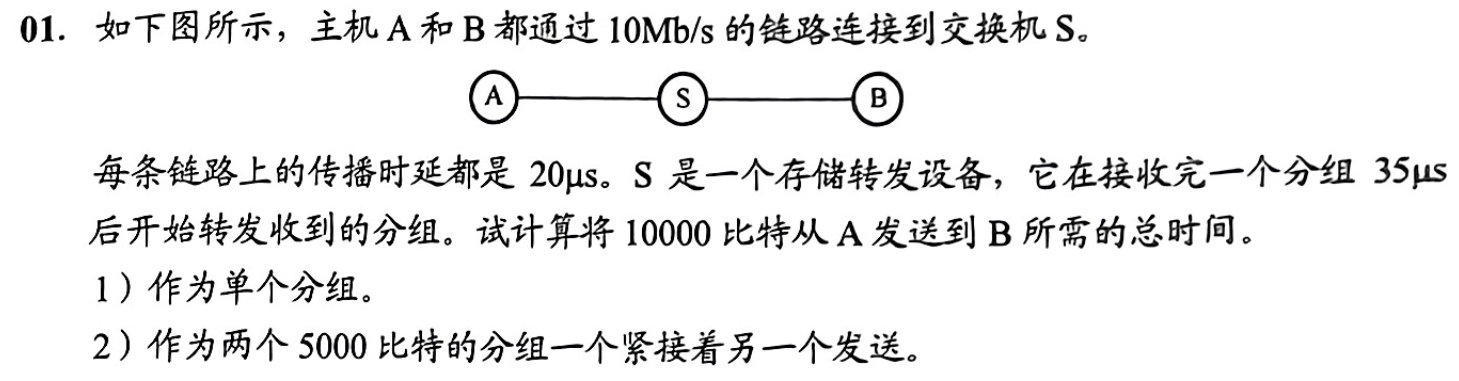 01. 如下图所示，主机 A 和 B 都通过 10Mb/s 的链路连接到交换机 S。
A S B
每条链路上的传播时延都是 20μs。S 是一个存储转发设备，它在接收完一个分组 35μs
后开始转发收到的分组。试计算将 10000 比特从 A 发送到 B 所需的总时间。
1）作为单个分组。
2）作为两个 5000 比特的分组一个紧接着另一个发送。